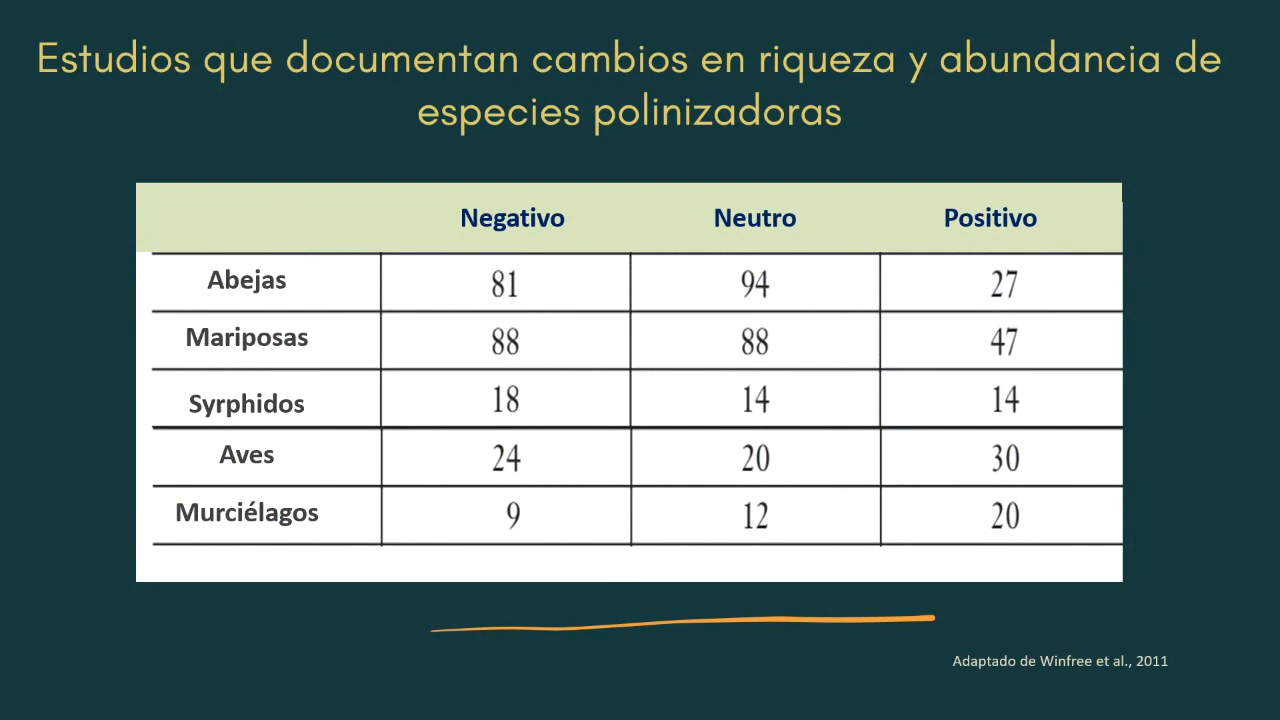 Estudios que documentan cambios en riqueza y abundancia de
especies polinizadoras
Negativo Neutro Positivo
Abejas 81 94 27
Mariposas 88 88 47
Syrphidos 18 14 14
Aves 24 20 30
Murciélagos 9 12 20
Adaptado de Winfree et al., 2011